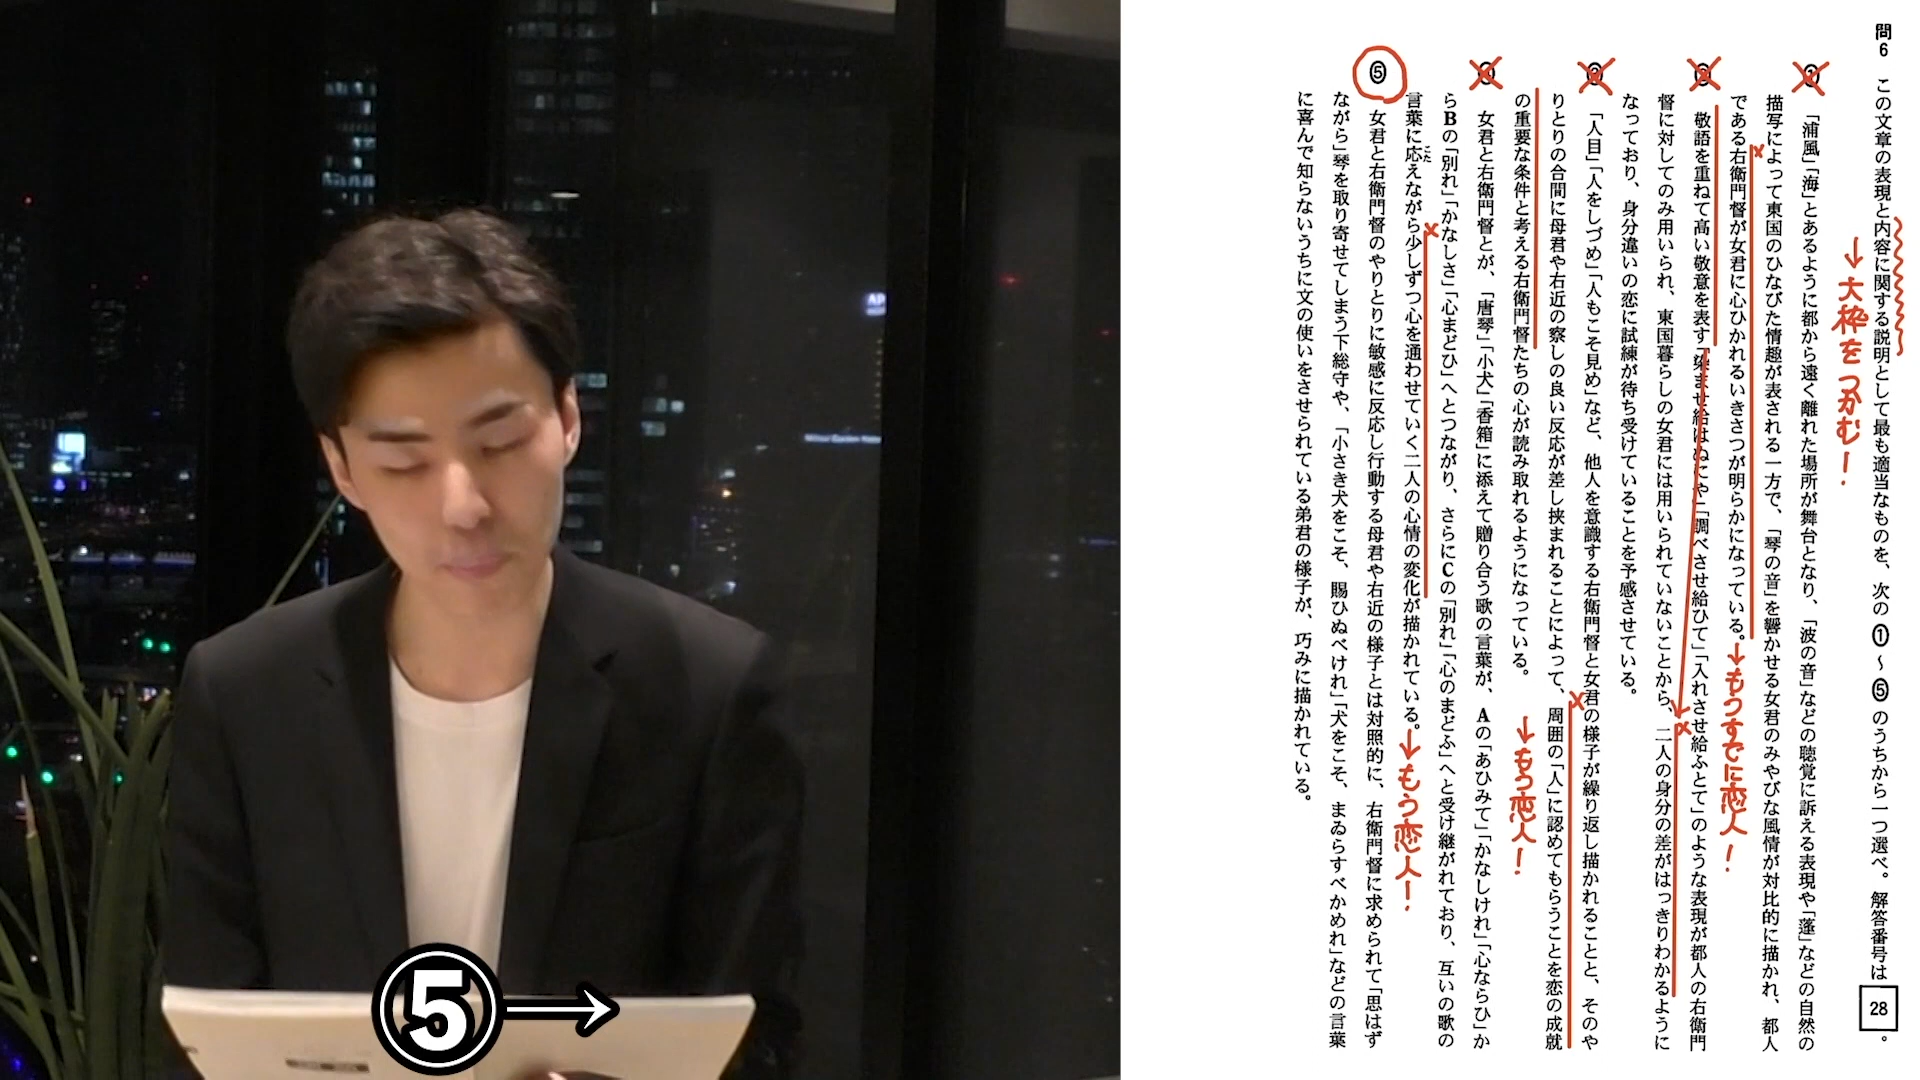 問6 この文章の表現と内容に関する説明として最も適当なものを、次の①～⑤のうちから一つ選べ。解答番号は28。
↓大枠をつかむ！
① 「浦風」「海」とあるように都から遠く離れた場所が舞台となり、「波の音」などの聴覚に訴える表現や「蓬」などの自然の
描写によって東国のひなびた情趣が表される一方で、「琴の音」を響かせる女君のみやびな風情が対比的に描かれ、都人
である右衛門督が女君に心ひかれるいきさつが明らかになっている。
↓もうすでに恋人！
② 敬語を重ねて高い敬意を表す「染ませ給はぬにや」「調べさせ給ひて」「入れさせ給ふとて」のような表現が都人の右衛門
督に対してのみ用いられ、東国暮らしの女君には用いられていないことから、二人の身分の差がはっきりわかるように
なっており、身分違いの恋に試練が待ち受けていることを予感させている。
③ 「人目」「人をしづめ」「人もこそ見め」など、他人を意識する右衛門督と女君の様子が繰り返し描かれることと、そのや
りとりの合間に母君や右近の察しの良い反応が差し挟まれることによって、周囲の「人」に認めてもらうことを恋の成就
の重要な条件と考える右衛門督たちの心が読み取れるようになっている。
↓もう恋人！
④ 女君と右衛門督とが、「唐琴」「小犬」「香箱」に添えて贈り合う歌の言葉が、Aの「あひみて」「かなしけれ」「心ならひ」か
らBの「別れ」「かなしさ」「心まどひ」へとつながり、さらにCの「別れ」「心のまどふ」へと受け継がれており、互いの歌の
言葉に応えながら少しずつ心を通わせていく二人の心情の変化が描かれている。
こた
↓もう恋人！
⑤ 女君と右衛門督のやりとりに敏感に反応し行動する母君や右近の様子とは対照的に、右衛門督に求められて「思はず
ながら」琴を取り寄せてしまう下総守や、「小さき犬をこそ、賜ひぬべけれ」「犬をこそ、まゐらすべかめれ」などの言葉
に喜んで知らないうちに文の使いをさせられている弟君の様子が、巧みに描かれている。
⑤→